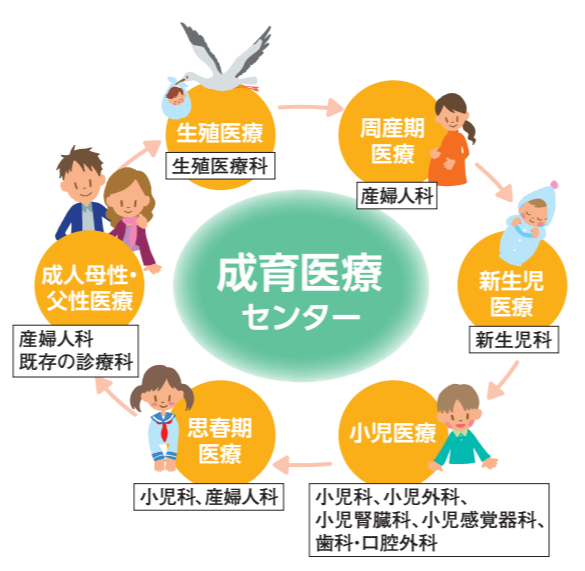 成育医療
センター
生殖医療
生殖医療科
周産期
医療
産婦人科
新生児
医療
新生児科
小児医療
小児科、小児外科、
小児腎臓科、小児感覚器科、
歯科・口腔外科
思春期
医療
小児科、産婦人科
成人母性・
父性医療
産婦人科
既存の診療科